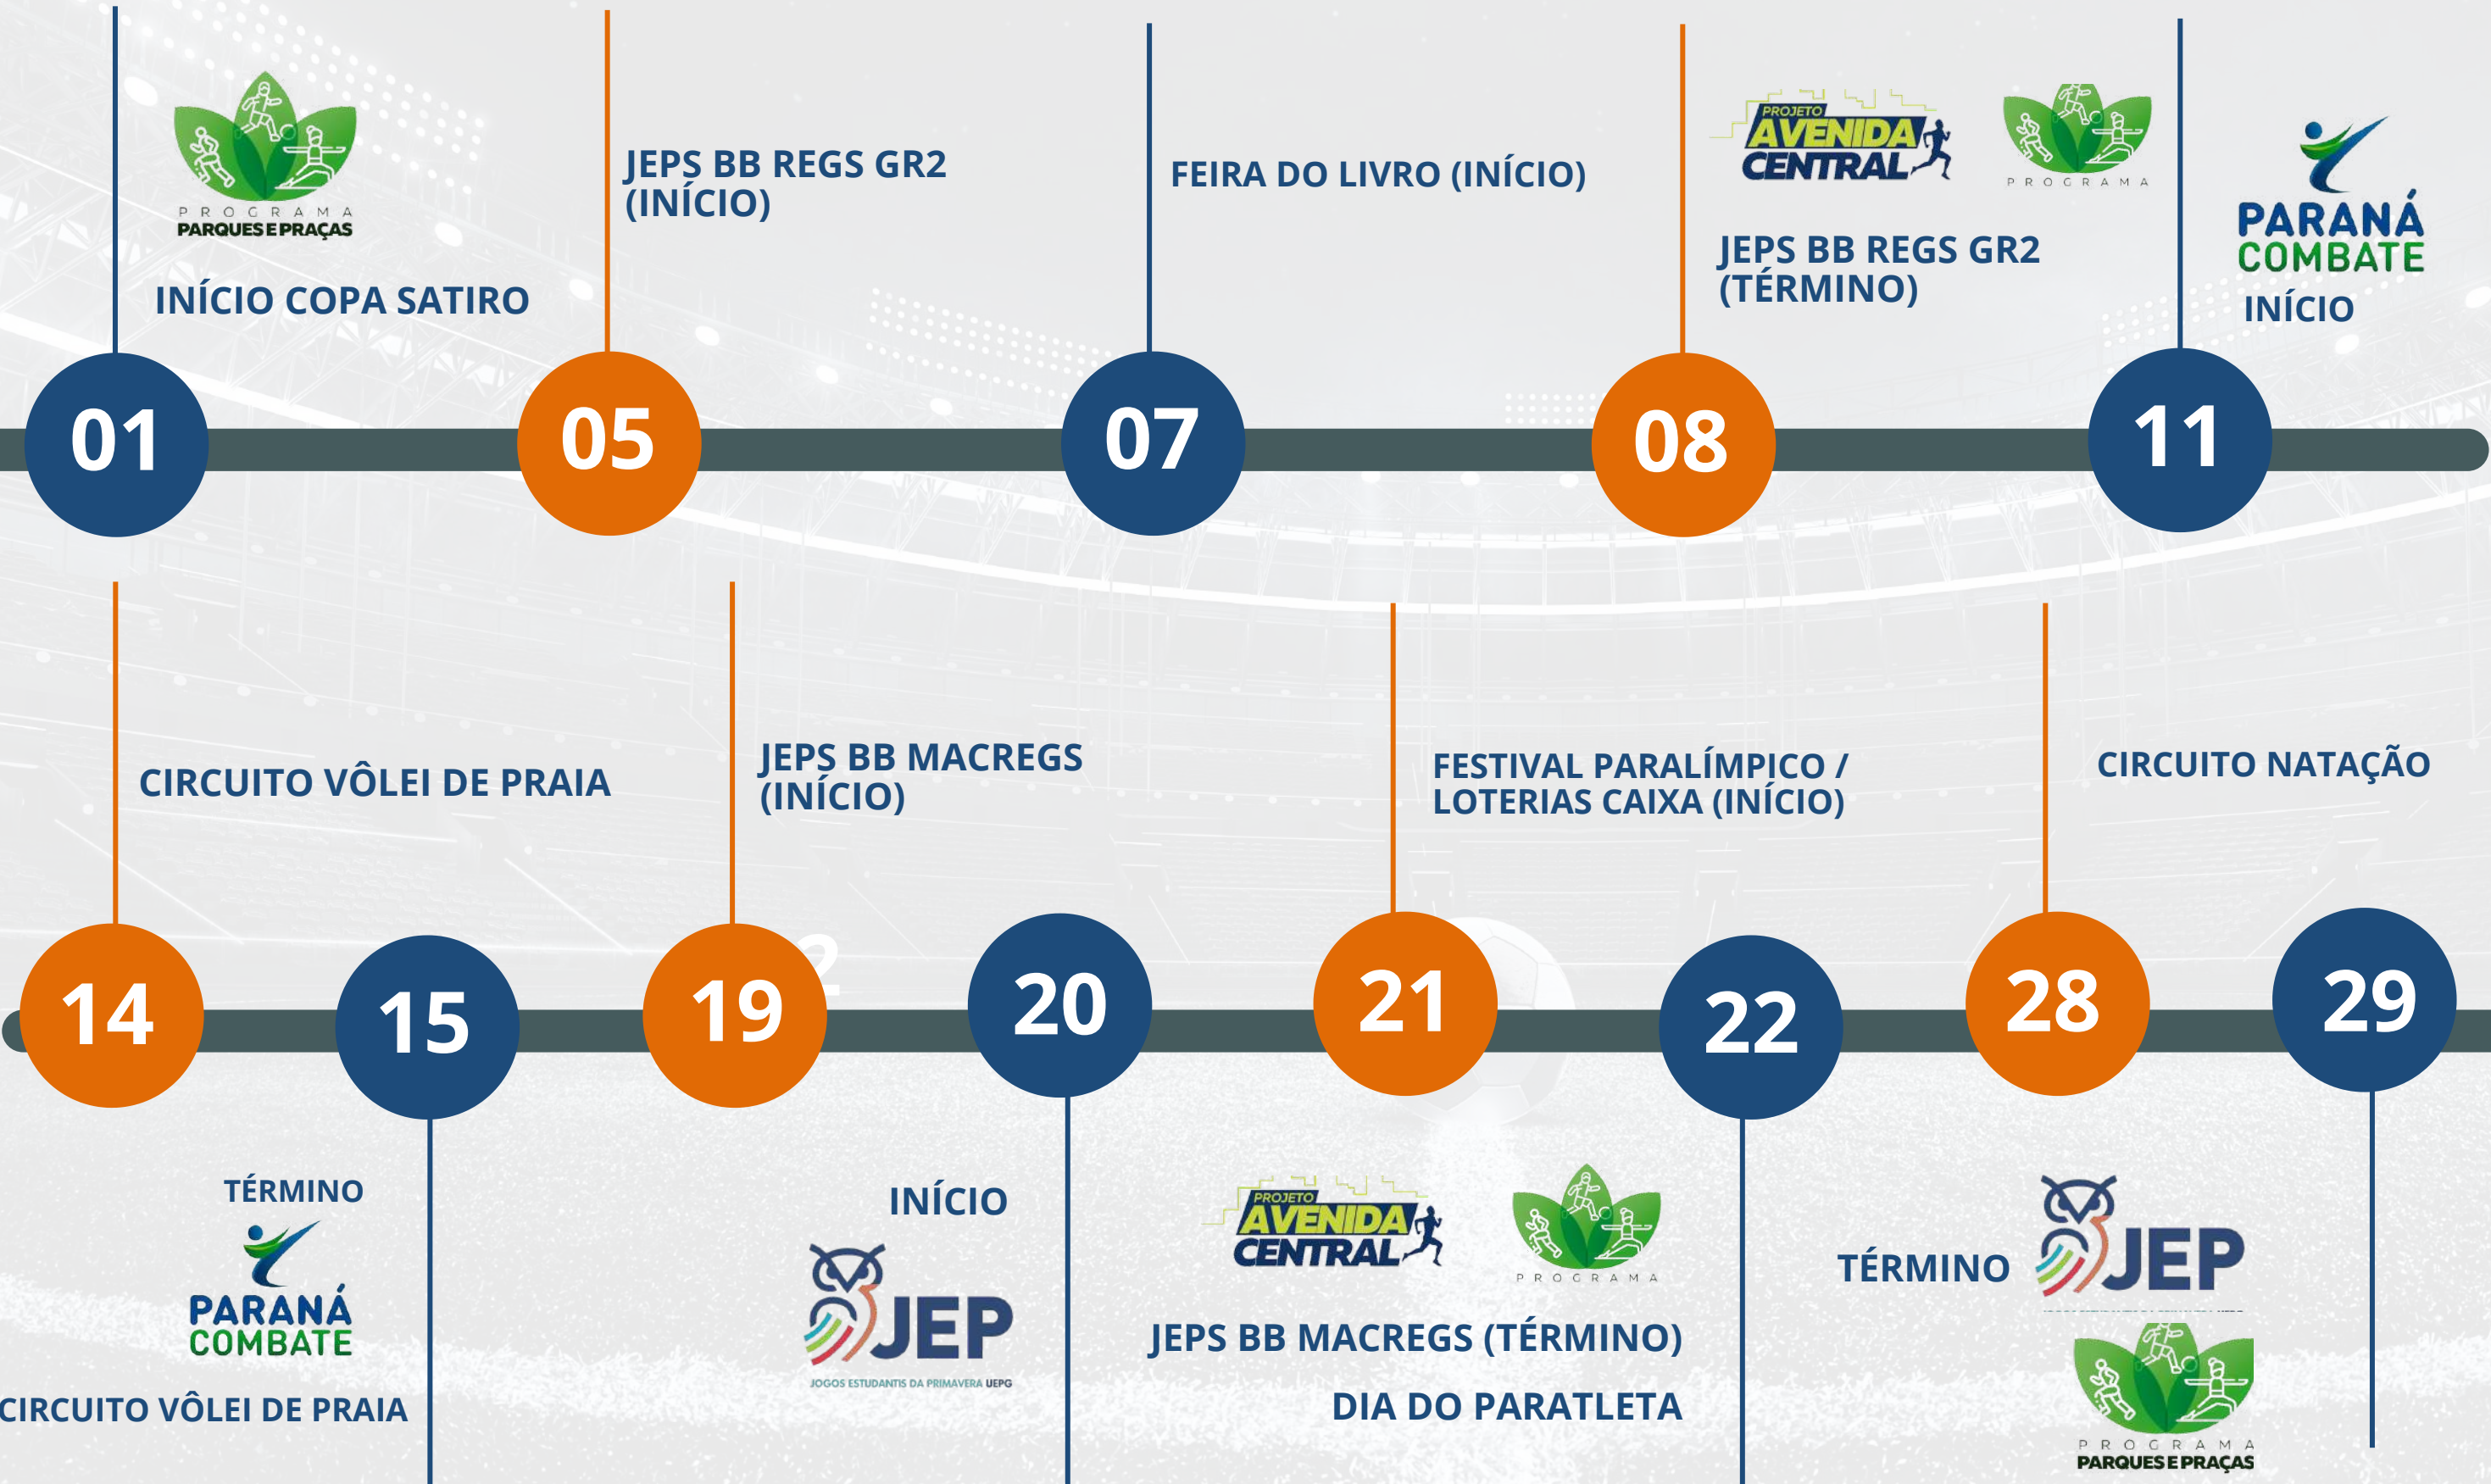 PROGRAMA
PARQUES E PRAÇAS
INÍCIO COPA SATIRO
JEPS BB REGS GR2
(INÍCIO)
FEIRA DO LIVRO (INÍCIO)
PROJETO
AVENIDA
CENTRAL
PROGRAMA
JEPS BB REGS GR2
(TÉRMINO)
PARANÁ
COMBATE
INÍCIO
01
05
07
08
11
CIRCUITO VÔLEI DE PRAIA
JEPS BB MACREGS
(INÍCIO)
FESTIVAL PARALÍMPICO /
LOTERIAS CAIXA (INÍCIO)
CIRCUITO NATAÇÃO
14
15
19
2
20
21
22
28
29
TÉRMINO
PARANÁ
COMBATE
CIRCUITO VÔLEI DE PRAIA
INÍCIO
JEP
JOGOS ESTUDANTIS DA PRIMAVERA UEPG
PROJETO
AVENIDA
CENTRAL
PROGRAMA
JEPS BB MACREGS (TÉRMINO)
DIA DO PARATLETA
TÉRMINO
JEP
PROGRAMA
PARQUES E PRAÇAS